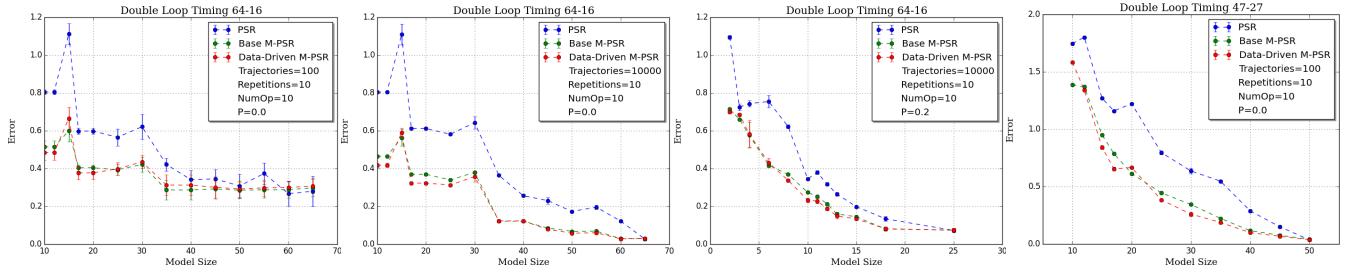 Double Loop Timing 64-16
Error
1.2
1.0
0.8
0.6
0.4
0.2
0.0
PSR
Base M-PSR
Data-Driven M-PSR
Trajectories=100
Repetitions=10
NumOp=10
P=0.0
10 20 30 40 50 60 70
Model Size
Double Loop Timing 64-16
Error
1.2
1.0
0.8
0.6
0.4
0.2
0.0
PSR
Base M-PSR
Data-Driven M-PSR
Trajectories=10000
Repetitions=10
NumOp=10
P=0.0
10 20 30 40 50 60 70
Model Size
Double Loop Timing 64-16
Error
1.2
1.0
0.8
0.6
0.4
0.2
0.0
PSR
Base M-PSR
Data-Driven M-PSR
Trajectories=10000
Repetitions=10
NumOp=10
P=0.2
0 5 10 15 20 25 30
Model Size
Double Loop Timing 47-27
Error
2.0
1.5
1.0
0.5
0.0
PSR
Base M-PSR
Data-Driven M-PSR
Trajectories=100
Repetitions=10
NumOp=10
P=0.0
10 20 30 40 50
Model Size